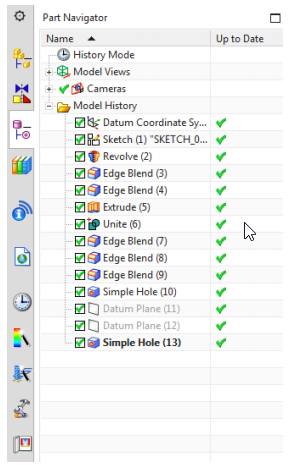 Part Navigator
Name Up to Date
History Mode
Model Views
Cameras
Model History
Datum Coordinate Sy...
Sketch (1) "SKETCH_0...
Revolve (2)
Edge Blend (3)
Edge Blend (4)
Extrude (5)
Unite (6)
Edge Blend (7)
Edge Blend (8)
Edge Blend (9)
Simple Hole (10)
Datum Plane (11)
Datum Plane (12)
Simple Hole (13)